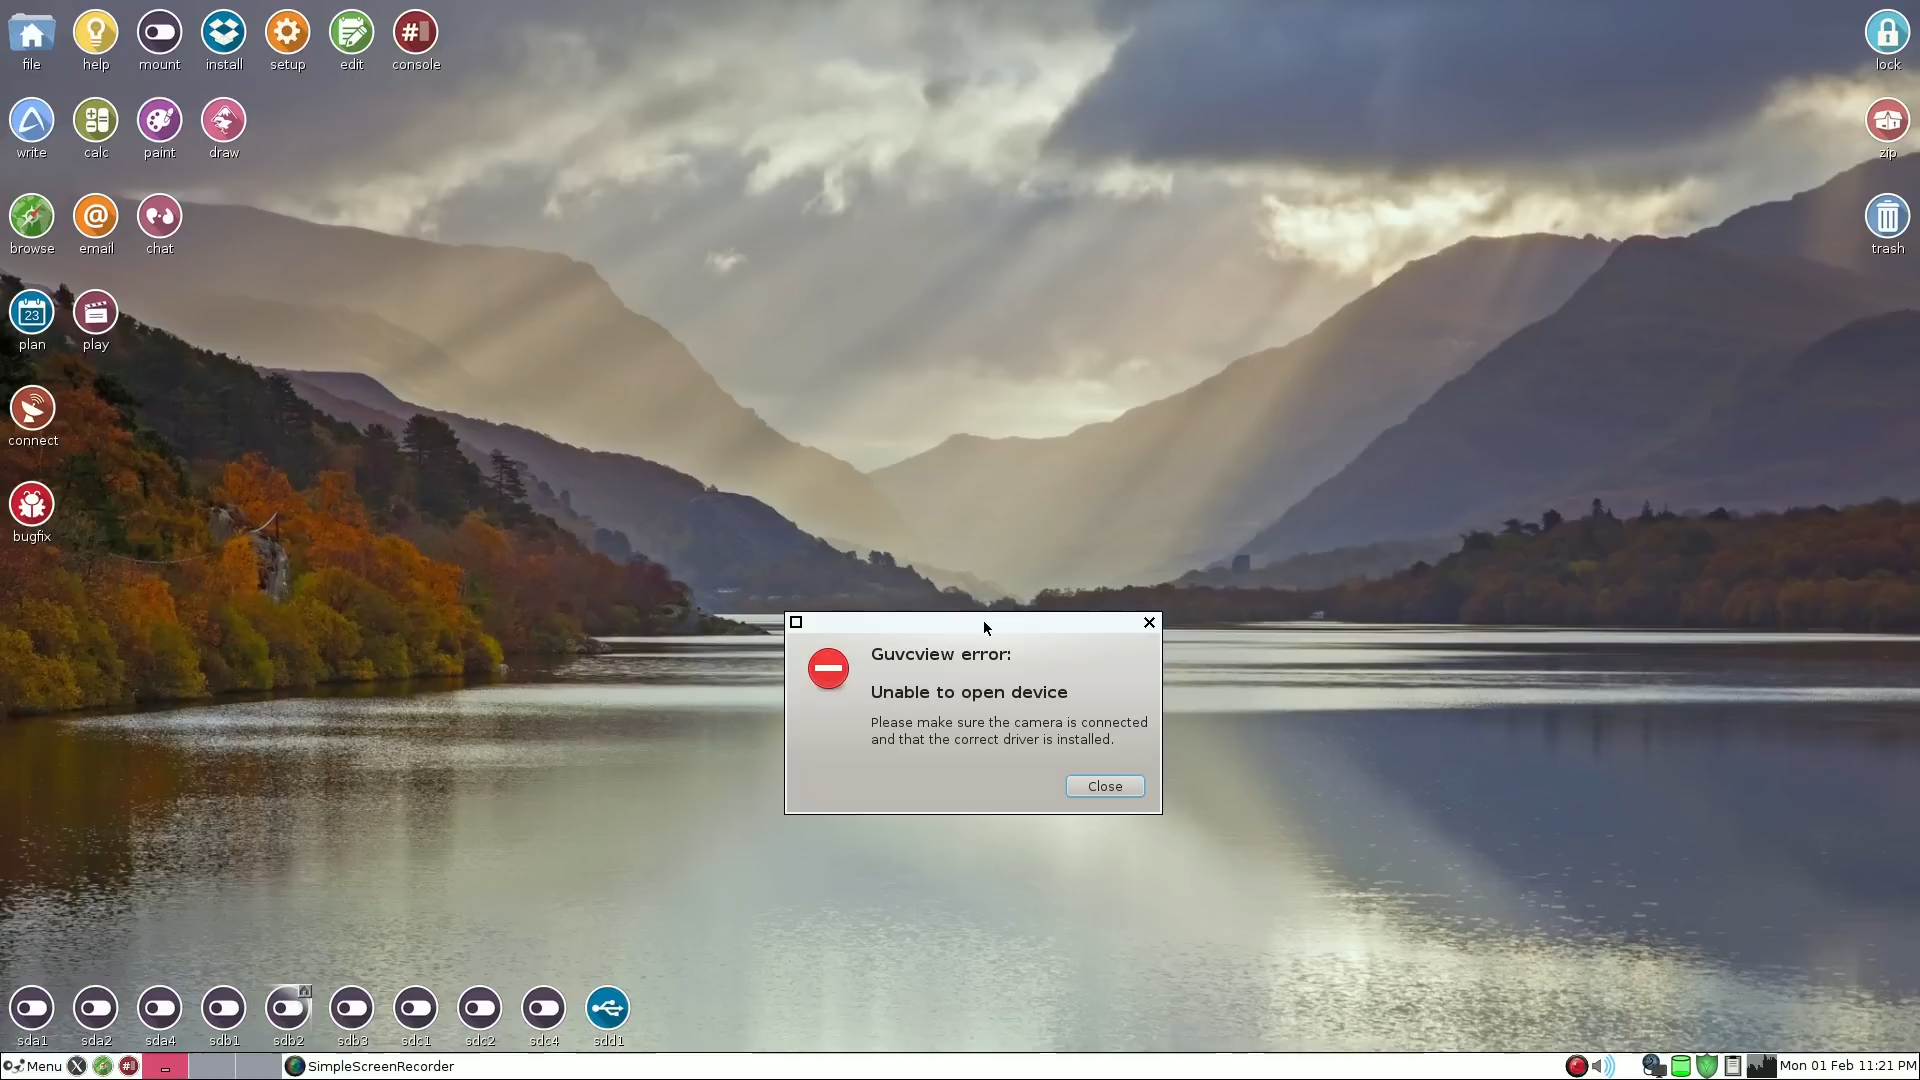 file help mount install setup edit console lock
write calc paint draw zip
browse email chat trash
23
plan play
connect
bugfix
Guvcview error:
Unable to open device
Please make sure the camera is connected
and that the correct driver is installed.
Close
sda1 sda2 sda4 sdb1 sdb2 sdb3 sdc1 sdc2 sdc4 sdd1
Menu SimpleScreenRecorder Mon 01 Feb 11:21 PM